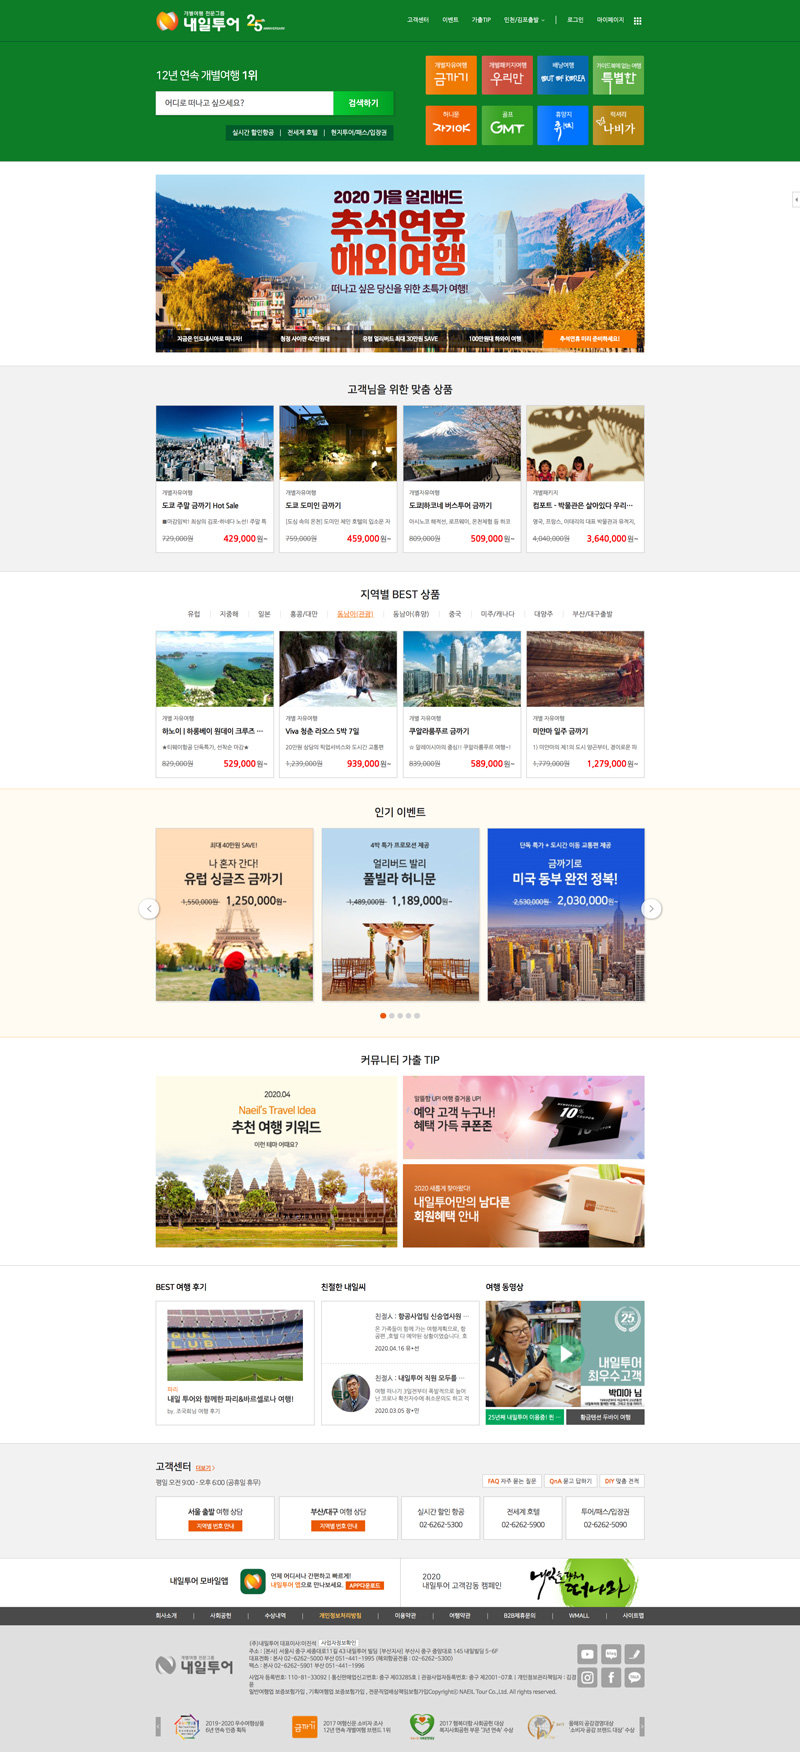 개별여행 전문그룹
내일투어 25 ANNIVERSARY
고객센터 이벤트 가출TIP 인천/김포출발 로그인 마이페이지
12년 연속 개별여행 1위
어디로 떠나고 싶으세요? 검색하기
실시간 할인항공 | 전세계 호텔 | 현지투어/패스/입장권
개별자유여행 금까기
개별패키지여행 우리만
배낭여행 OUT OF KOREA
가이드북에 없는 여행 특별한
허니문 자기야
골프 GMT
휴양지
럭셔리 나비가
2020 가을 얼리버드
추석연휴
해외여행
떠나고 싶은 당신을 위한 초특가 여행!
지금은 인도네시아로 떠나자! 청정 사이판 40만원대 유럽 얼리버드 최대 30만원 SAVE 100만원대 하와이 여행 추석연휴 미리 준비하세요!
고객님을 위한 맞춤 상품
개별자유여행 개별자유여행 개별자유여행 개별패키지
도쿄 주말 금까기 Hot Sale 도쿄 도미인 금까기 도쿄|하코네 버스투어 금까기 컴포트 - 박물관은 살아있다 우리…
■마감임박! 최상의 김포-하네다 노선! 주말 특 [도심 속의 온천] 도미인 체인 호텔의 입소문 자 아시노코 해적선, 로프웨이, 온천체험 등 하코 영국, 프랑스, 이태리의 대표 박물관과 유적지,
729,000원 429,000원~ 759,000원 459,000원~ 809,000원 509,000원~ 4,040,000원 3,640,000원~
지역별 BEST 상품
유럽 지중해 일본 홍콩/대만 동남아(관광) 동남아(휴양) 중국 미주/캐나다 대양주 부산/대구출발
개별 자유여행 개별 자유여행 개별 자유여행 개별 자유여행
하노이 | 하롱베이 원데이 크루즈 … Viva 청춘 라오스 5박 7일 쿠알라룸푸르 금까기 미얀마 일주 금까기
★티웨이항공 단독특가, 선착순 마감★ 20만원 상당의 픽업서비스와 도시간 교통편 ☆ 말레이시아의 중심!! 쿠알라룸푸르 여행~! 1) 미얀마의 제1의 도시 양곤부터, 경이로운 파
829,000원 529,000원~ 1,239,000원 939,000원~ 839,000원 589,000원~ 1,779,000원 1,279,000원~
인기 이벤트
최대 40만원 SAVE!
나 혼자 간다!
유럽 싱글즈 금까기
1,550,000원 1,250,000원~
4박 특가 프로모션 제공
얼리버드 발리
풀빌라 허니문
1,489,000원 1,189,000원~
단독 특가 + 도시간 이동 교통편 제공
금까기로
미국 동부 완전 정복!
2,530,000원 2,030,000원~
커뮤니티 가출 TIP
2020.04
Naeil's Travel Idea
추천 여행 키워드
이런 테마 어때요?
알뜰함 UP! 여행 즐거움 UP!
예약 고객 누구나!
혜택 가득 쿠폰존
10%
COUPON
2020 새롭게 찾아왔다!
내일투어만의 남다른
회원혜택 안내
BEST 여행 후기
파리
내일 투어와 함께한 파리&바르셀로나 여행!
by. 조국희님 여행 후기
친절한 내일씨
친절人 : 항공사업팀 신승엽사원 …
온 가족들이 함께 가는 여행계획으로, 항
공편, 호텔 다 예약된 상황이였습니다. 호
2020.04.16 유*선
친절人 : 내일투어 직원 모두를 …
여행 떠나기 3일전부터 폭발적으로 늘어
난 코로나 확진자수에 취소문의도 하고 걱
2020.03.05 장*민
여행 동영상
25
내일투어
최우수고객
박미아 님
25년째 내일투어 이용중! 찐 … 황금텐션 두바이 여행
고객센터 더보기 >
평일 오전 9:00 - 오후 6:00 (공휴일 휴무)
FAQ 자주 묻는 질문 QnA 묻고 답하기 DIY 맞춤 견적
서울 출발 여행 상담 부산/대구 여행 상담 실시간 할인 항공 전세계 호텔 투어/패스/입장권
지역별 번호 안내 지역별 번호 안내 02-6262-5300 02-6262-5900 02-6262-5090
내일투어 모바일앱
언제 어디서나 간편하고 빠르게!
내일투어 앱으로 만나보세요. APP다운로드
2020
내일투어 고객감동 캠페인
내일을 향해 떠나라
회사소개 사회공헌 수상내역 개인정보처리방침 이용약관 여행약관 B2B제휴문의 WMALL 사이트맵
개별여행 전문그룹
내일투어
(주)내일투어 대표이사:이진석 사업자정보확인
주소 : [본사] 서울시 중구 세종대로11길 43 내일투어 빌딩 [부산지사] 부산시 중구 중앙대로 145 내일빌딩 5~6F
대표전화 : 본사 02-6262-5000 부산 051-441-1995 (해외항공전용 : 02-6262-5300)
팩스 : 본사 02-6262-5901 부산 051-441-1996
사업자 등록번호: 110-81-33092 | 통신판매업신고번호: 중구 제03285호 | 관광사업자등록번호: 중구 제2001-07호 | 개인정보관리책임자 : 김겸
윤
일반여행업 보증보험가입 , 기획여행업 보증보험가입 , 전문직업배상책임보험가입Copyright© NAEIL Tour Co.,Ltd. All rights reserved.
2019~2020 우수여행상품
6년 연속 인증 획득
금까기
2017 여행신문 소비자 조사
12년 연속 개별여행 브랜드 1위
2017 행복더함 사회공헌 대상
복지사회공헌 부문 '3년 연속' 수상
올해의 공감경영대상
'소비자 공감 브랜드 대상' 수상